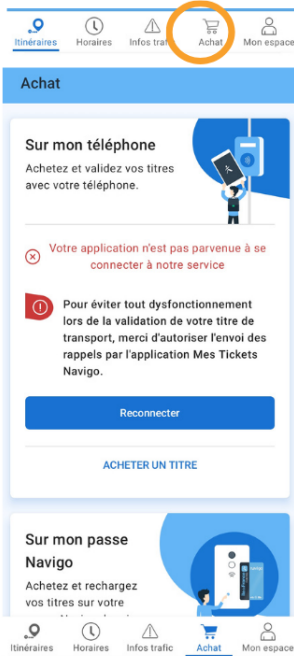 Itinéraires Horaires Infos trafic Achat Mon espace
Achat
Sur mon téléphone
Achetez et validez vos titres
avec votre téléphone.
Votre application n'est pas parvenue à se
connecter à notre service
Pour éviter tout dysfonctionnement
lors de la validation de votre titre de
transport, merci d'autoriser l'envoi des
rappels par l'application Mes Tickets
Navigo.
Reconnecter
ACHETER UN TITRE
Sur mon passe
Navigo
Achetez et rechargez
vos titres sur votre
Itinéraires Horaires Infos trafic Achat Mon espace